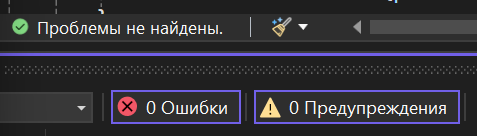 Проблемы не найдены.
0 Ошибки
0 Предупреждения